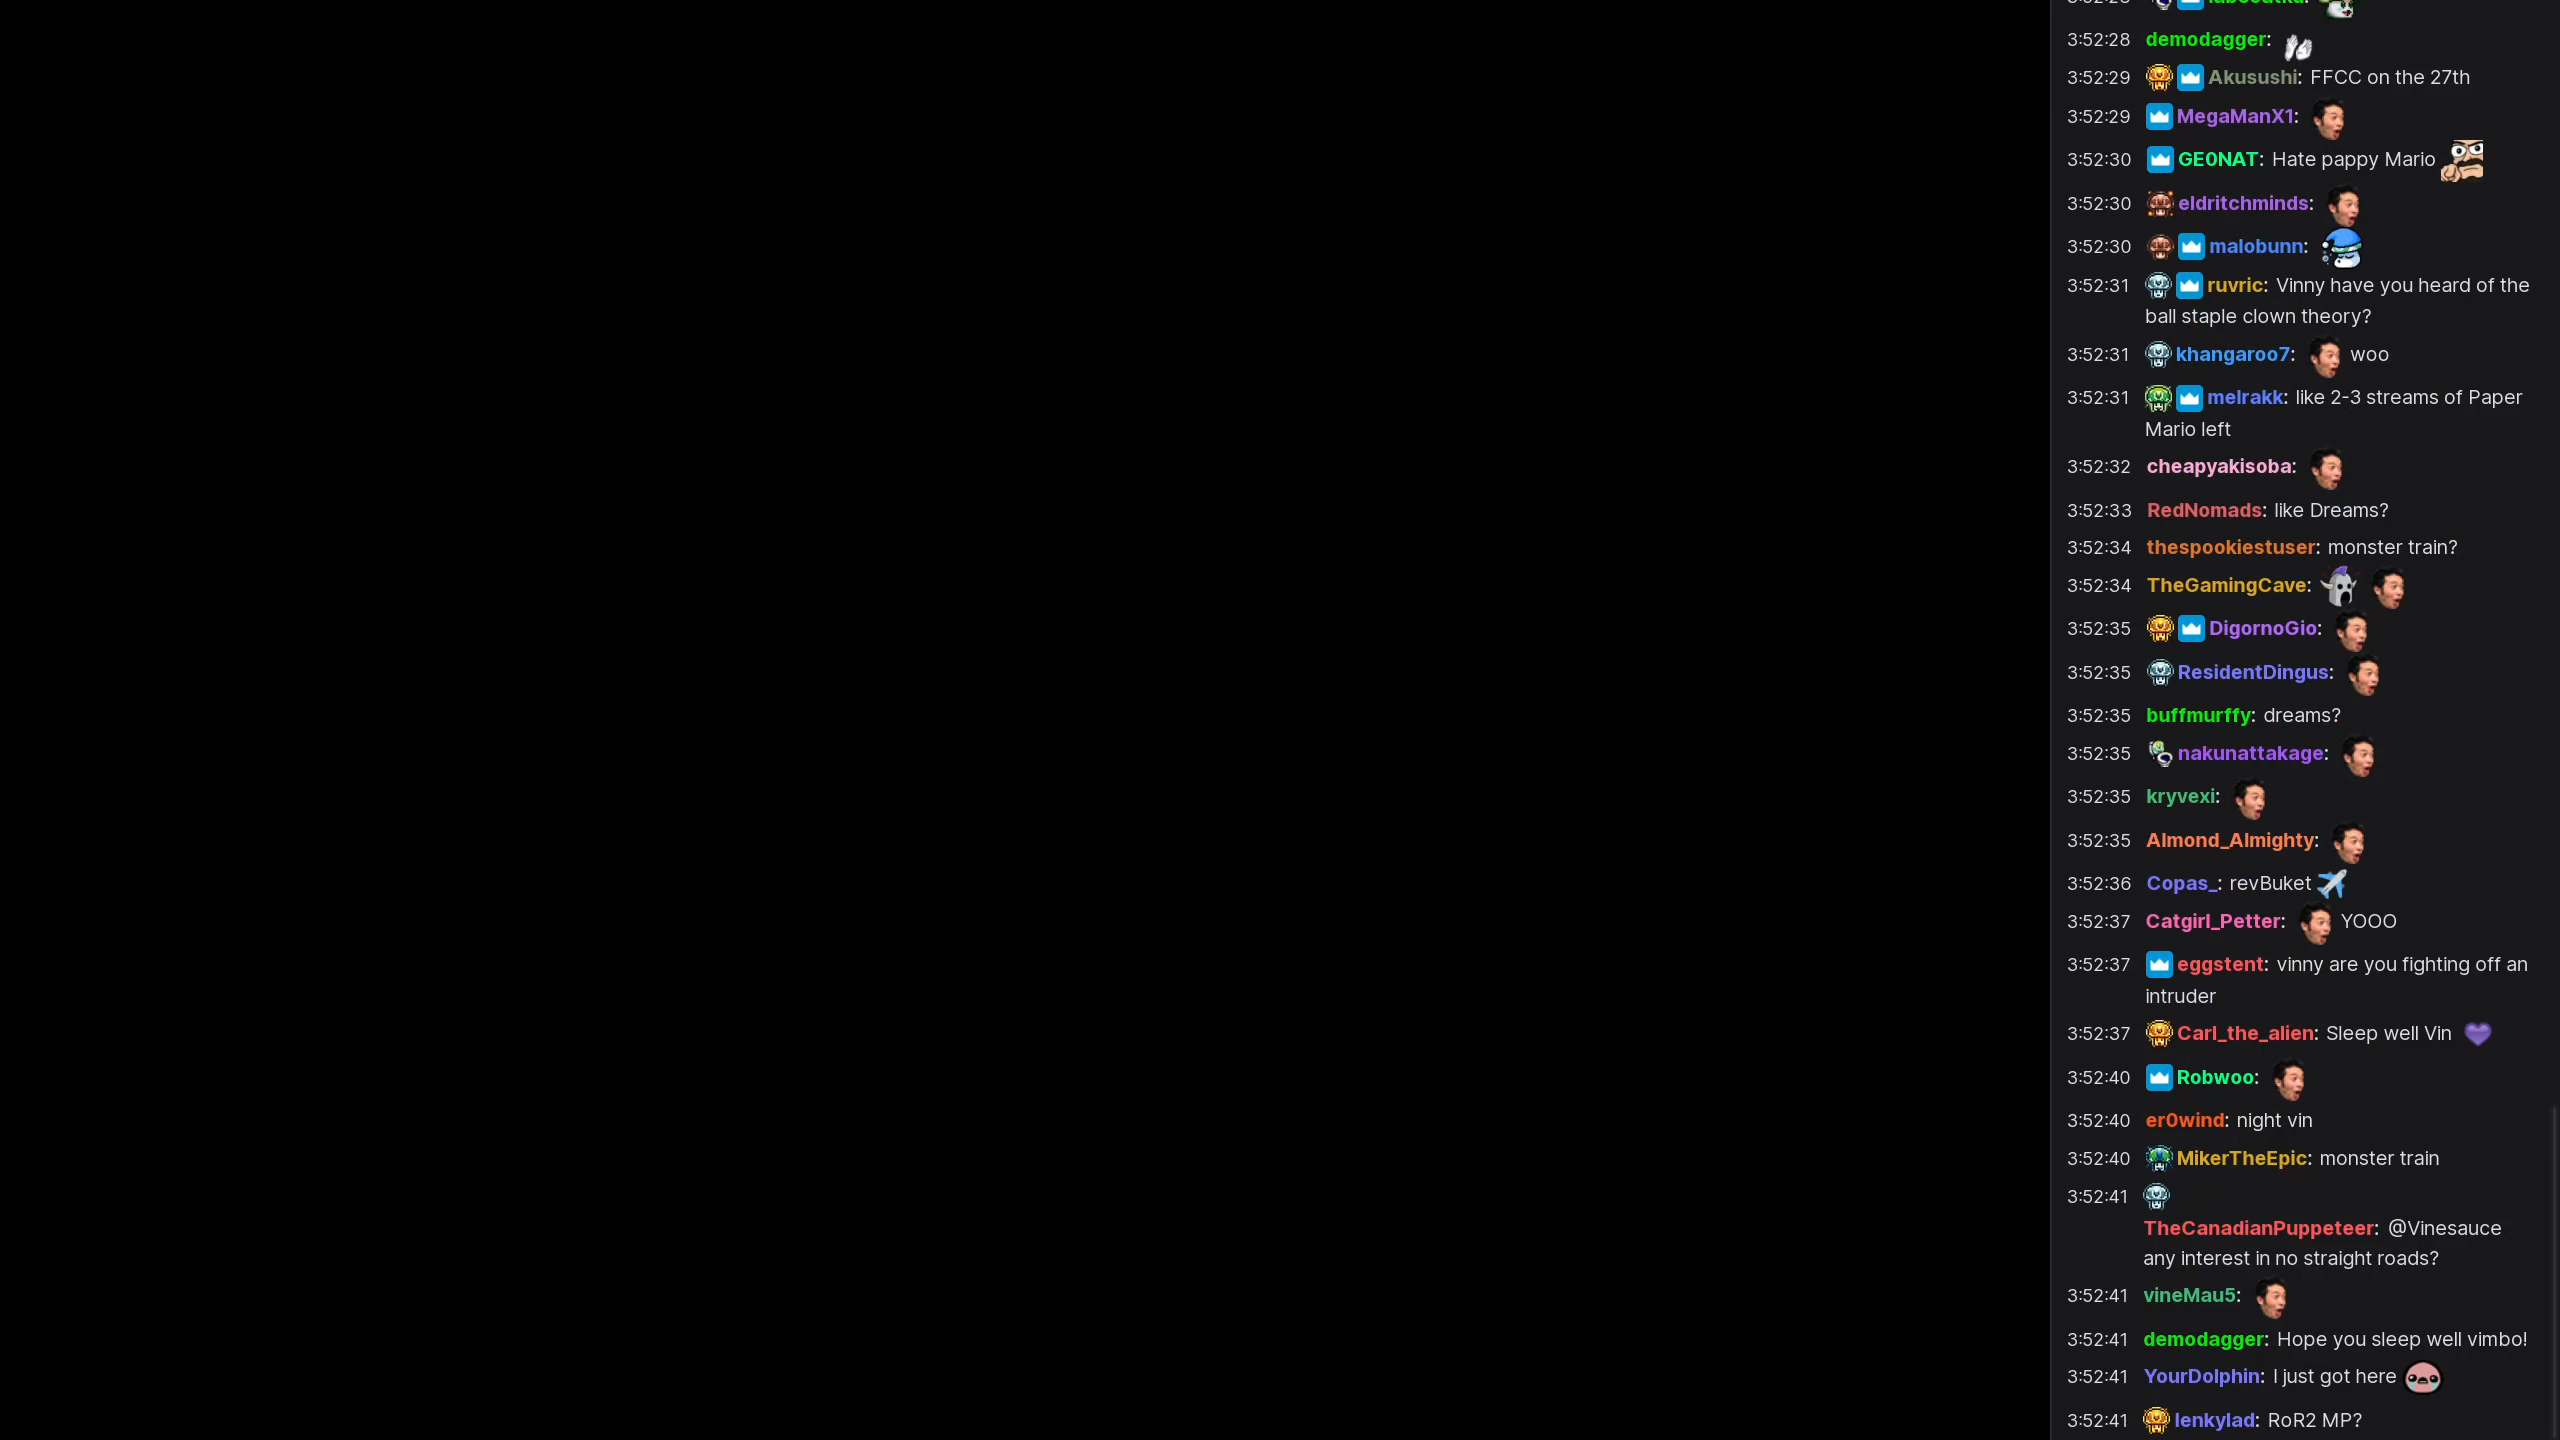 3:52:28 demodagger:
3:52:29 Akusushi: FFCC on the 27th
3:52:29 MegaManX1:
3:52:30 GE0NAT: Hate pappy Mario
3:52:30 eldritchminds:
3:52:30 malobunn:
3:52:31 ruvric: Vinny have you heard of the
ball staple clown theory?
3:52:31 khangaroo7: woo
3:52:31 melrakk: like 2-3 streams of Paper
Mario left
3:52:32 cheapyakisoba:
3:52:33 RedNomads: like Dreams?
3:52:34 thespookiestuser: monster train?
3:52:34 TheGamingCave:
3:52:35 DigornoGio:
3:52:35 ResidentDingus:
3:52:35 buffmurffy: dreams?
3:52:35 nakunattakage:
3:52:35 kryvexi:
3:52:35 Almond_Almighty:
3:52:36 Copas_: revBuket
3:52:37 Catgirl_Petter: YOOO
3:52:37 eggstent: vinny are you fighting off an
intruder
3:52:37 Carl_the_alien: Sleep well Vin
3:52:40 Robwoo:
3:52:40 er0wind: night vin
3:52:40 MikerTheEpic: monster train
3:52:41
TheCanadianPuppeteer: @Vinesauce
any interest in no straight roads?
3:52:41 vineMau5:
3:52:41 demodagger: Hope you sleep well vimbo!
3:52:41 YourDolphin: I just got here
3:52:41 lenkylad: RoR2 MP?